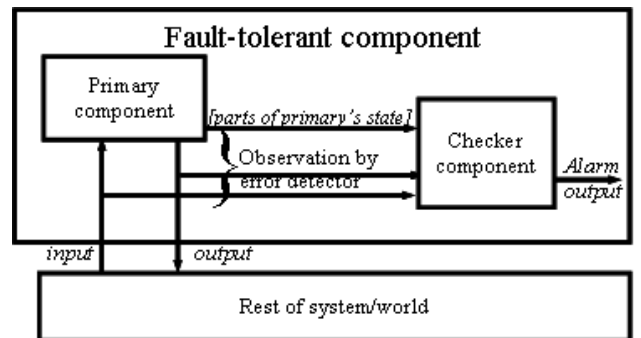 Fault-tolerant component
Primary
component
[parts of primary's state]
Checker
component
Observation by
error detector
Alarm
output
input
output
Rest of system/world